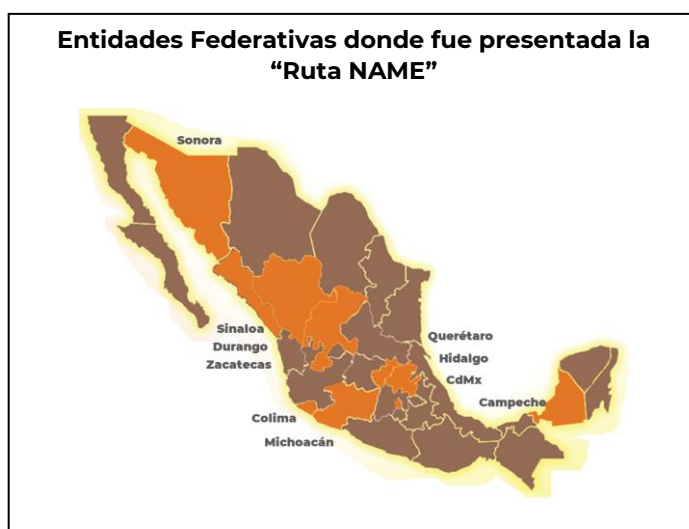 Entidades Federativas donde fue presentada la
“Ruta NAME”
Sonora
Sinaloa
Durango
Zacatecas
Querétaro
Hidalgo
CdMx
Campeche
Colima
Michoacán